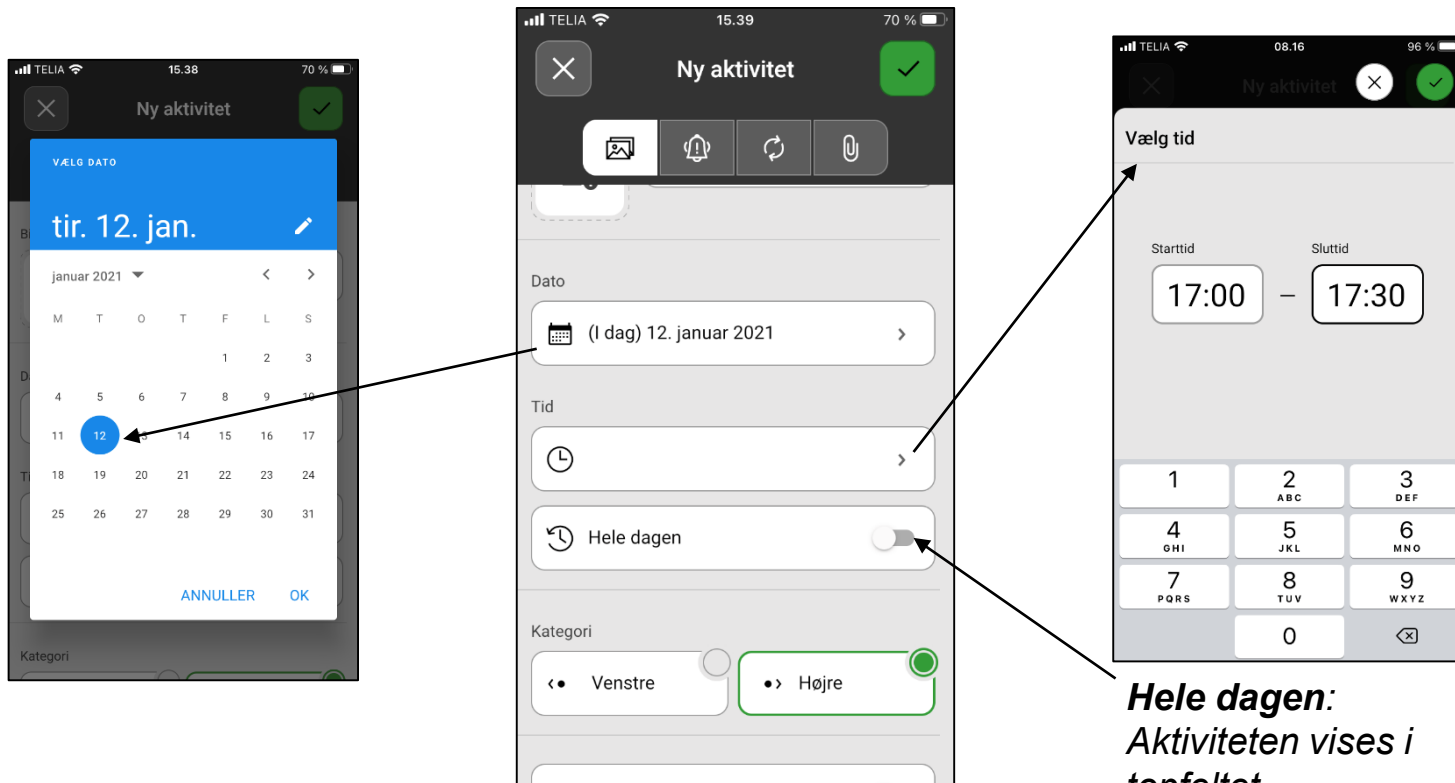 TELIA 15.38 70 %
Ny aktivitet
VÆLG DATO
tir. 12. jan.
januar 2021
M T O T F L S
1 2 3
4 5 6 7 8 9 10
11 12 13 14 15 16 17
18 19 20 21 22 23 24
25 26 27 28 29 30 31
ANNULLER OK
Kategori
TELIA 15.39 70 %
Ny aktivitet
Dato
(I dag) 12. januar 2021
Tid
Hele dagen
Kategori
Venstre Højre
TELIA 08.16 96 %
Ny aktivitet
Vælg tid
Starttid Sluttid
17:00 – 17:30
1 2 3
ABC DEF
4 5 6
GHI JKL MNO
7 8 9
PQRS TUV WXYZ
0
Hele dagen:
Aktiviteten vises i
topfeltet